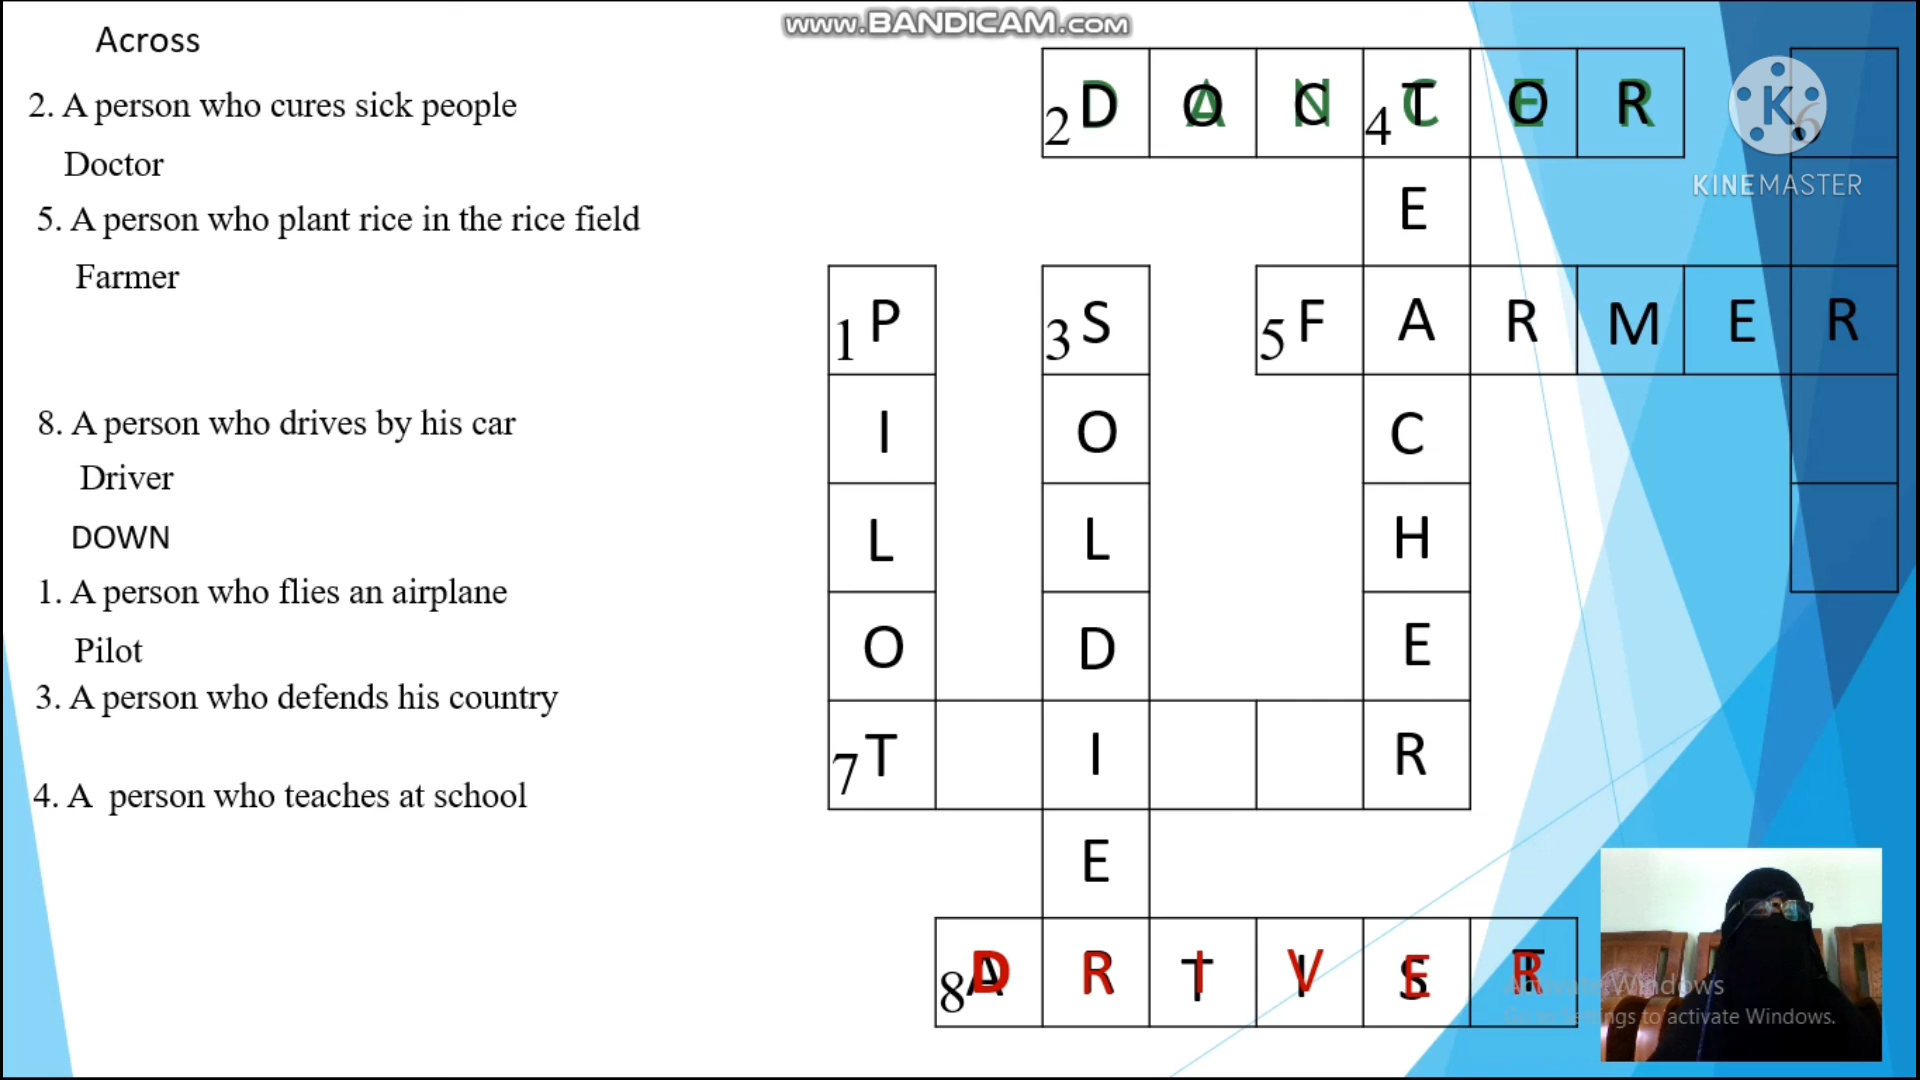 www.BANDICAM.com
Across
2. A person who cures sick people
Doctor
5. A person who plant rice in the rice field
Farmer
8. A person who drives by his car
Driver
DOWN
1. A person who flies an airplane
Pilot
3. A person who defends his country
4. A person who teaches at school
2 D O C 4 T O R
D A N C E R
6
K
KINEMASTER
E
1 P 3 S 5 F A R M E R
I O C
L L H
O D E
7 T I R
E
8 D R I V E R
A R T I S T
Activate Windows
Go to Settings to activate Windows.